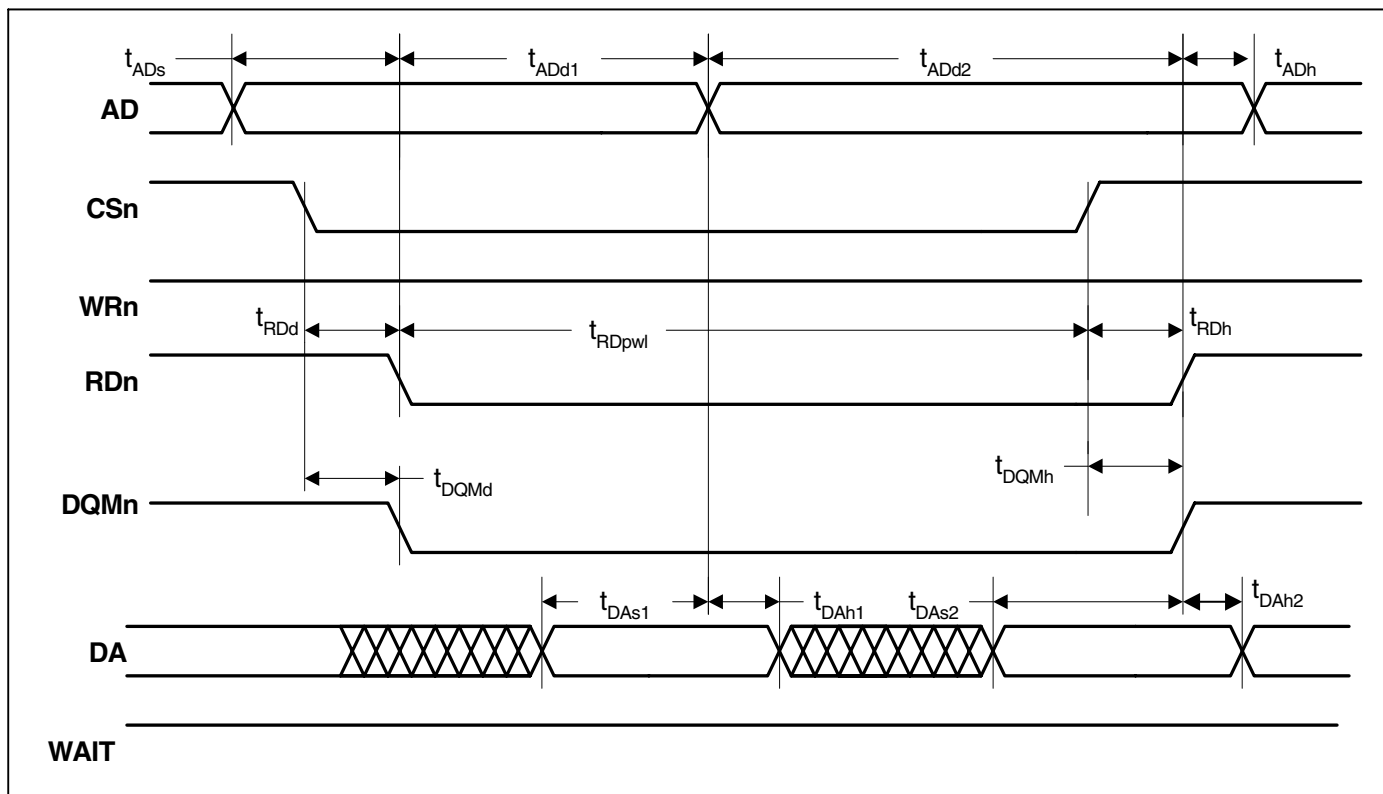 tADs
tADd1
tADd2
tADh
AD
CSn
WRn
tRDd
tRDpwl
tRDh
RDn
tDQMd
tDQMh
DQMn
tDAs1
tDAh1
tDAs2
tDAh2
DA
WAIT